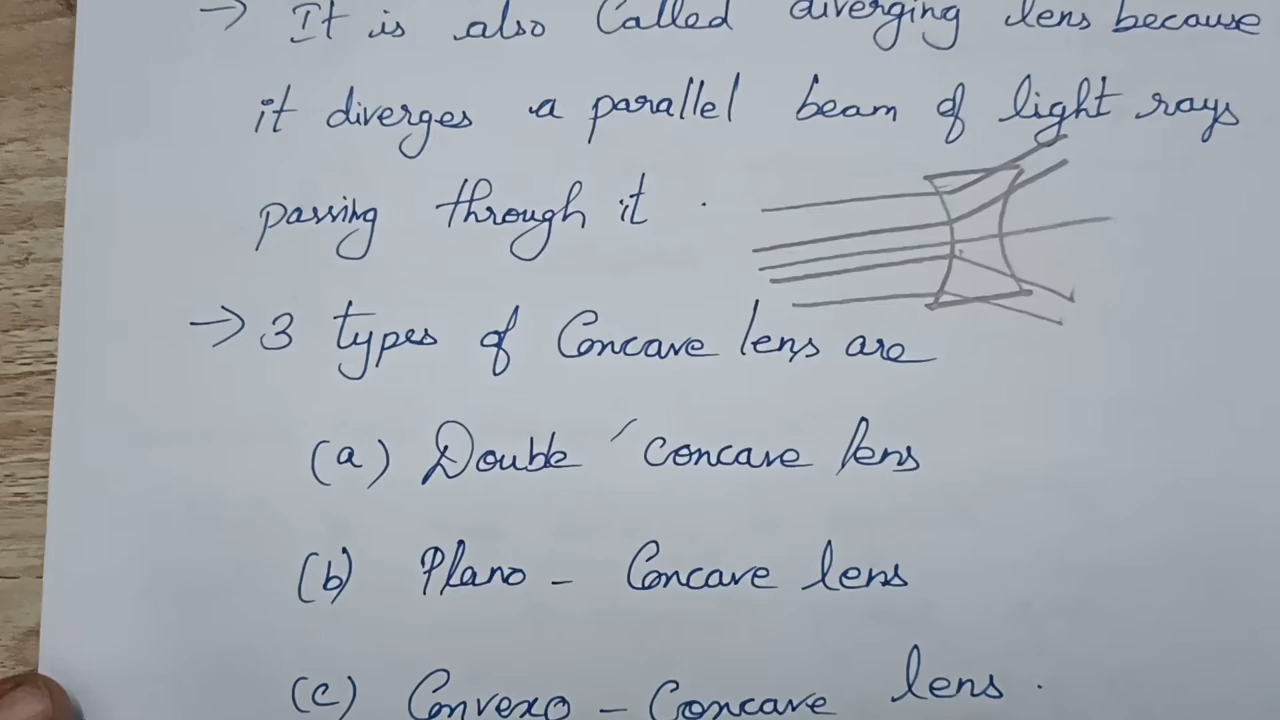 → It is also Called diverging lens because
it diverges a parallel beam of light rays
passing through it .
→ 3 types of Concave lens are
(a) Double concave lens
(b) Plano - Concave lens
(c) Convexo - Concave lens .